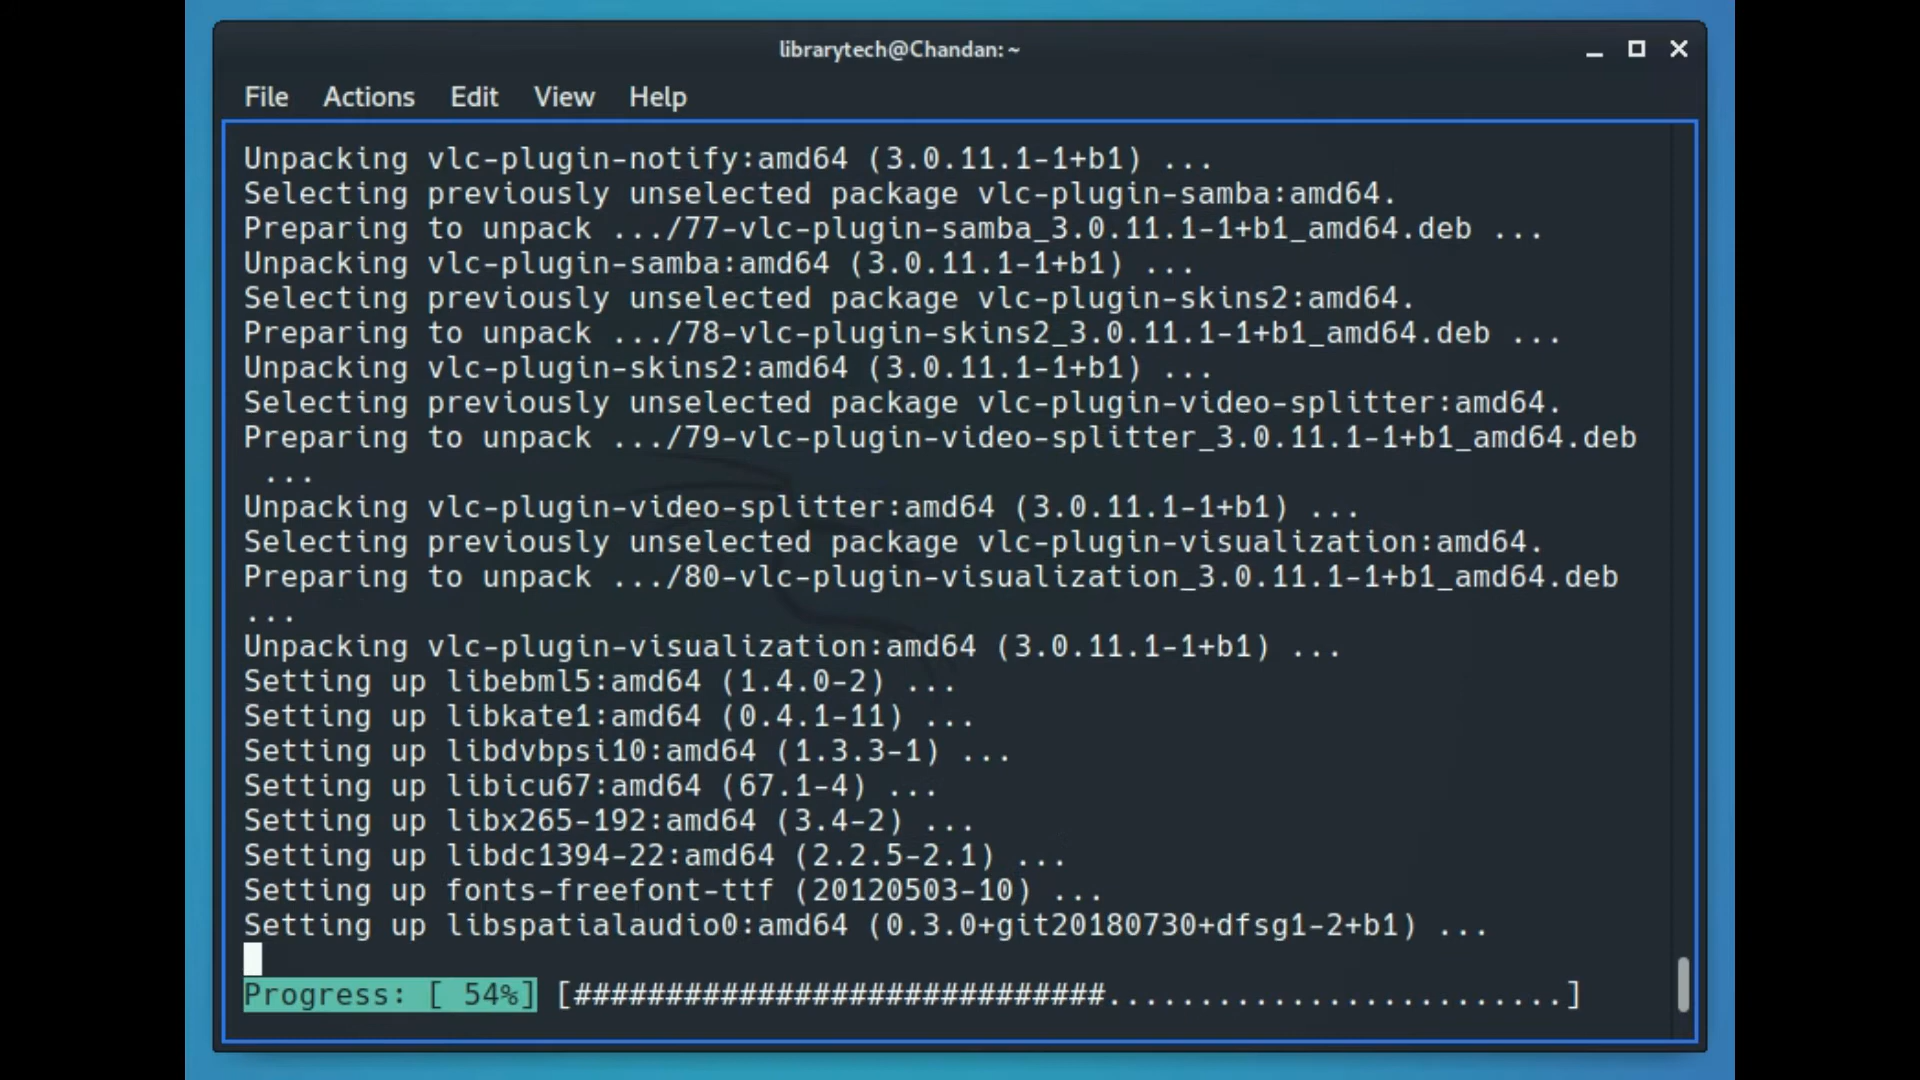 librarytech@Chandan: ~
File Actions Edit View Help
Unpacking vlc-plugin-notify:amd64 (3.0.11.1-1+b1) ...
Selecting previously unselected package vlc-plugin-samba:amd64.
Preparing to unpack .../77-vlc-plugin-samba_3.0.11.1-1+b1_amd64.deb ...
Unpacking vlc-plugin-samba:amd64 (3.0.11.1-1+b1) ...
Selecting previously unselected package vlc-plugin-skins2:amd64.
Preparing to unpack .../78-vlc-plugin-skins2_3.0.11.1-1+b1_amd64.deb ...
Unpacking vlc-plugin-skins2:amd64 (3.0.11.1-1+b1) ...
Selecting previously unselected package vlc-plugin-video-splitter:amd64.
Preparing to unpack .../79-vlc-plugin-video-splitter_3.0.11.1-1+b1_amd64.deb
...
Unpacking vlc-plugin-video-splitter:amd64 (3.0.11.1-1+b1) ...
Selecting previously unselected package vlc-plugin-visualization:amd64.
Preparing to unpack .../80-vlc-plugin-visualization_3.0.11.1-1+b1_amd64.deb
...
Unpacking vlc-plugin-visualization:amd64 (3.0.11.1-1+b1) ...
Setting up libebml5:amd64 (1.4.0-2) ...
Setting up libkate1:amd64 (0.4.1-11) ...
Setting up libdvbpsi10:amd64 (1.3.3-1) ...
Setting up libicu67:amd64 (67.1-4) ...
Setting up libx265-192:amd64 (3.4-2) ...
Setting up libdc1394-22:amd64 (2.2.5-2.1) ...
Setting up fonts-freefont-ttf (20120503-10) ...
Setting up libspatialaudio0:amd64 (0.3.0+git20180730+dfsg1-2+b1) ...
Progress: [ 54%] [#############################.........................]